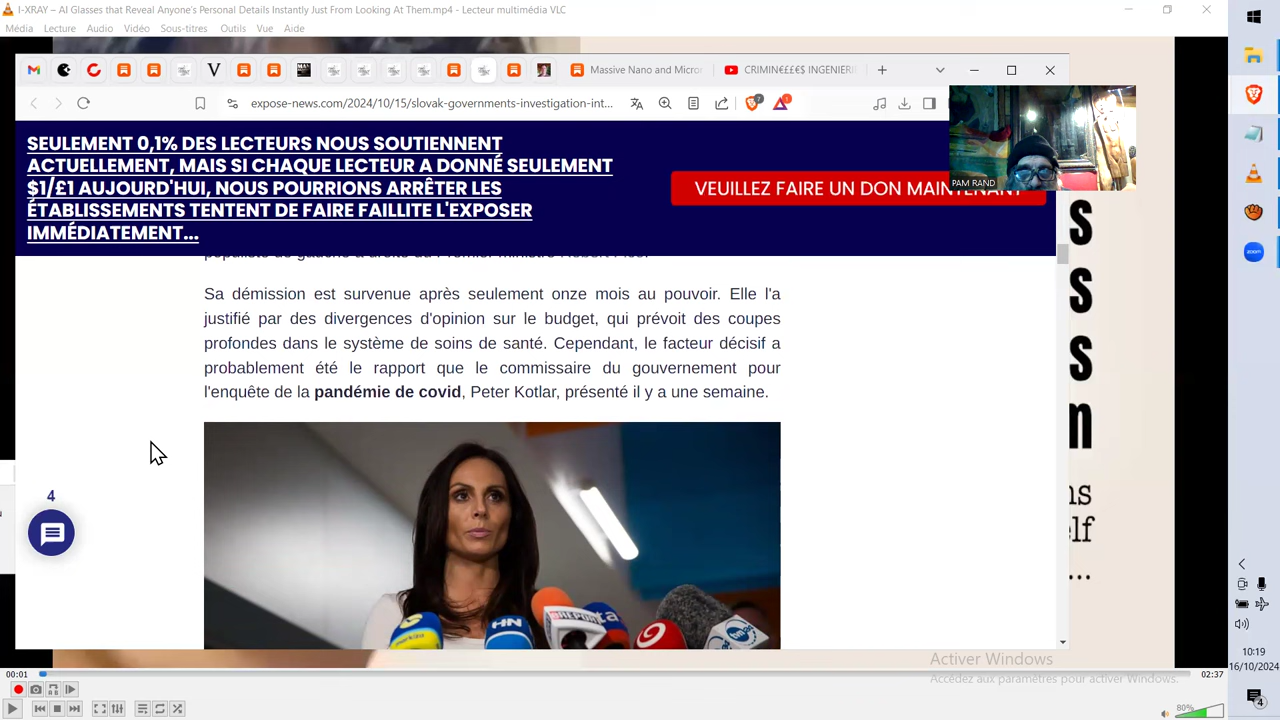 I-XRAY – AI Glasses that Reveal Anyone's Personal Details Instantly Just From Looking At Them.mp4 - Lecteur multimédia VLC
Média Lecture Audio Vidéo Sous-titres Outils Vue Aide
Massive Nano and Micro
CRIMIN€££€$ INGENIERI
expose-news.com/2024/10/15/slovak-governments-investigation-int...
7
1
SEULEMENT 0,1% DES LECTEURS NOUS SOUTIENNENT
ACTUELLEMENT, MAIS SI CHAQUE LECTEUR A DONNÉ SEULEMENT
$1/£1 AUJOURD'HUI, NOUS POURRIONS ARRÊTER LES
ÉTABLISSEMENTS TENTENT DE FAIRE FAILLITE L'EXPOSER
IMMÉDIATEMENT...
VEUILLEZ FAIRE UN DON MAINTENANT
PAM RAND
Sa démission est survenue après seulement onze mois au pouvoir. Elle l'a
justifié par des divergences d'opinion sur le budget, qui prévoit des coupes
profondes dans le système de soins de santé. Cependant, le facteur décisif a
probablement été le rapport que le commissaire du gouvernement pour
l'enquête de la pandémie de covid, Peter Kotlar, présenté il y a une semaine.
4
HN
REPORT
s
s
s
n
ns
elf
...
zoom
Activer Windows
Accédez aux paramètres pour activer Windows.
00:01
02:37
80%
10:19
16/10/2024
4